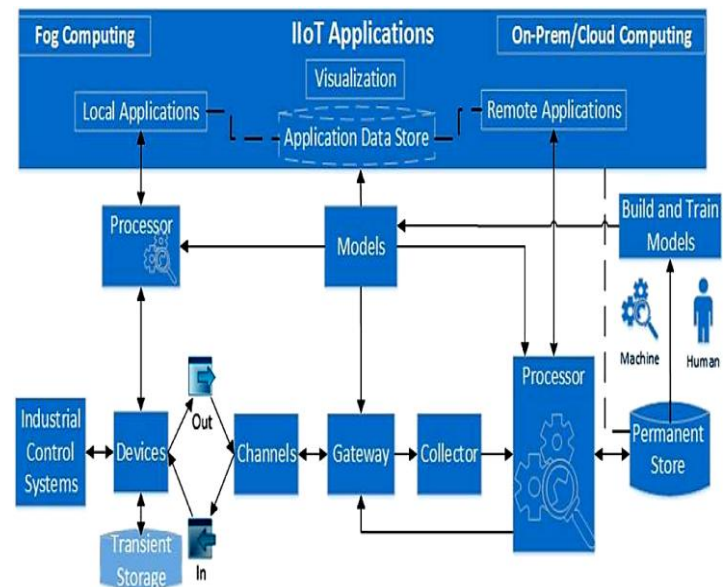 Fog Computing
IIoT Applications
On-Prem/Cloud Computing
Visualization
Local Applications
Application Data Store
Remote Applications
Processor
Models
Build and Train
Models
Machine
Human
Processor
Industrial
Control
Systems
Devices
Out
In
Channels
Gateway
Collector
Permanent
Store
Transient
Storage